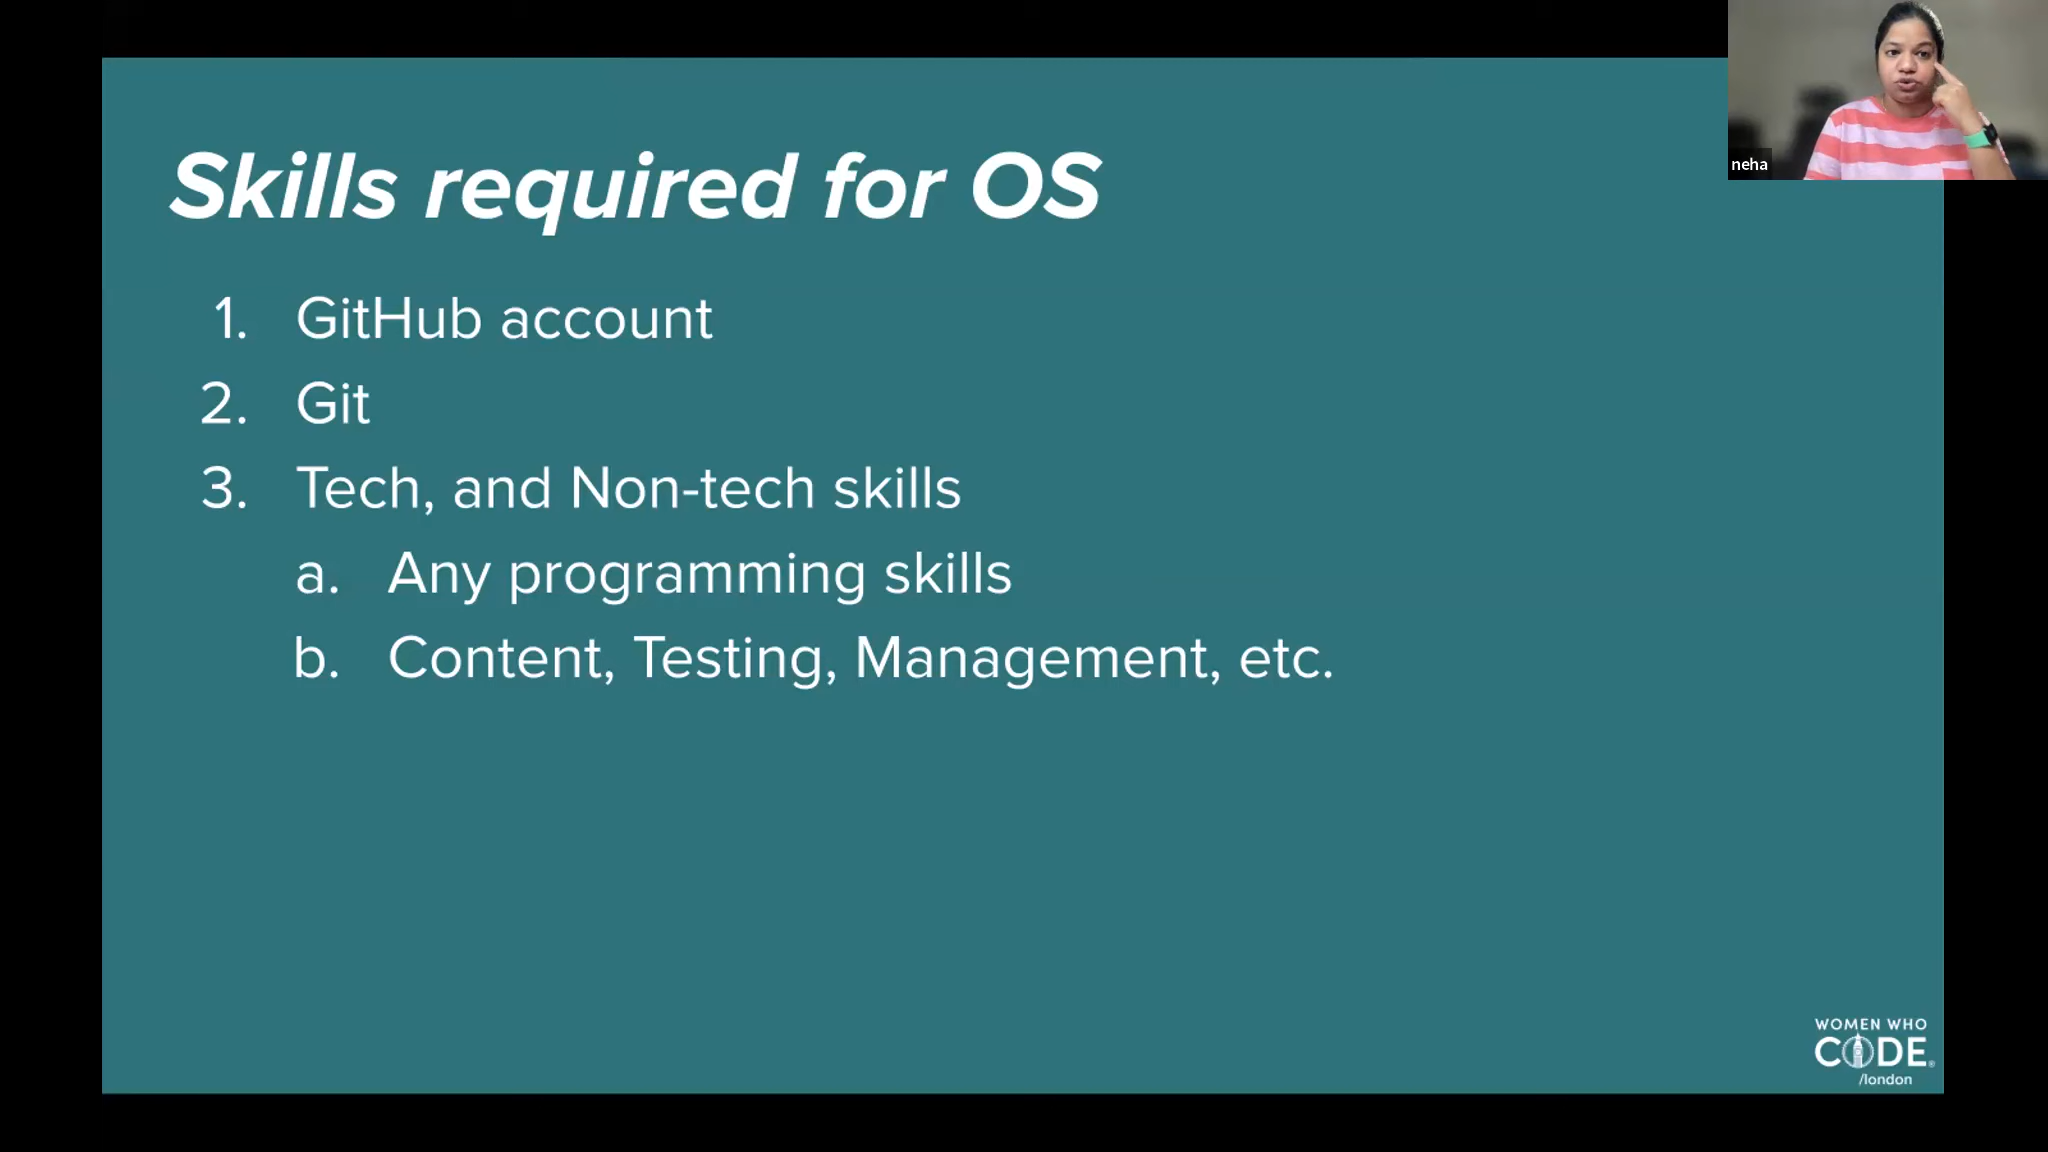 Skills required for OS
1. GitHub account
2. Git
3. Tech, and Non-tech skills
a. Any programming skills
b. Content, Testing, Management, etc.
neha
WOMEN WHO
CODE®
/london